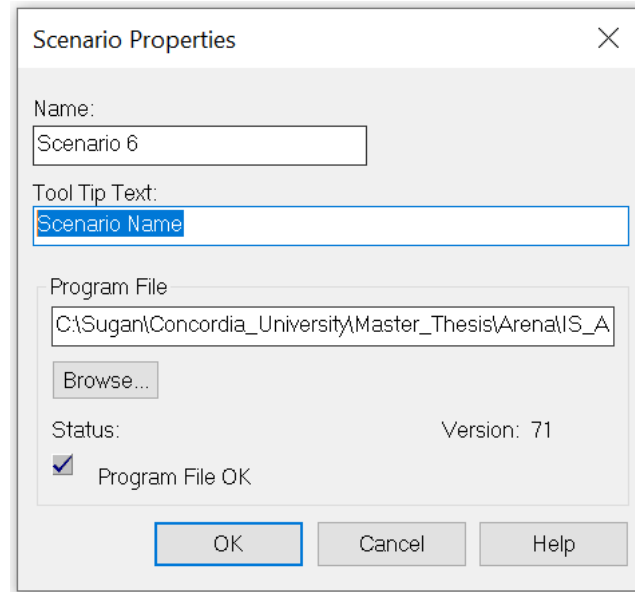 Scenario Properties
Name:
Scenario 6
Tool Tip Text:
Scenario Name
Program File
C:\Sugan\Concordia_University\Master_Thesis\Arena\IS_A
Browse...
Status: Version: 71
Program File OK
OK Cancel Help